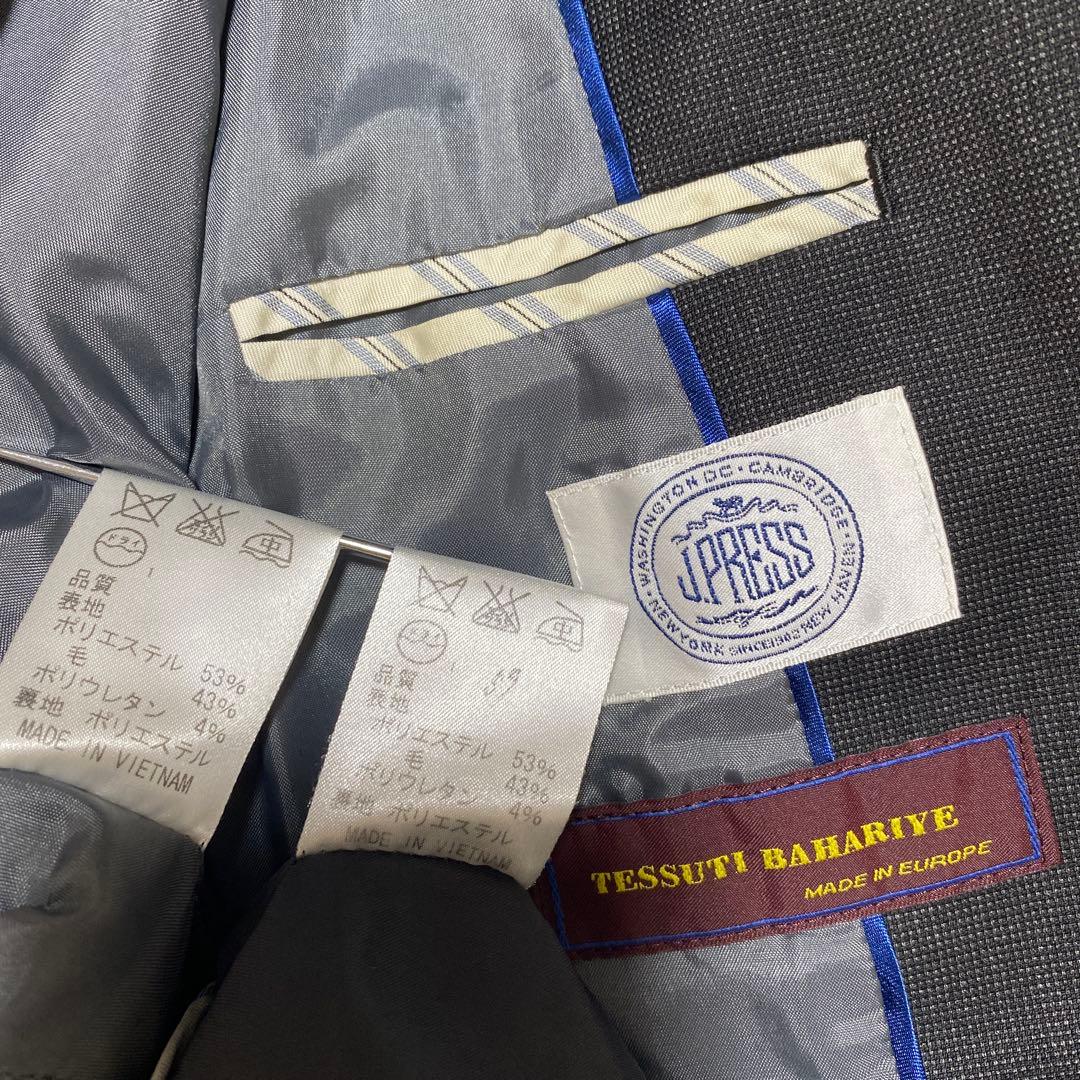 ドライ
中
品質
表地
ポリエステル 53%
毛 43%
ポリウレタン 4%
裏地 ポリエステル
MADE IN VIETNAM
中
品質
表地
ポリエステル 53%
毛 43%
ポリウレタン 4%
裏地 ポリエステル
MADE IN VIETNAM
WASHINGTON DC • CAMBRIDGE •
J.PRESS
• NEW YORK SINCE 1902 NEW HAVEN
TESSUTI BAHARIYE
MADE IN EUROPE